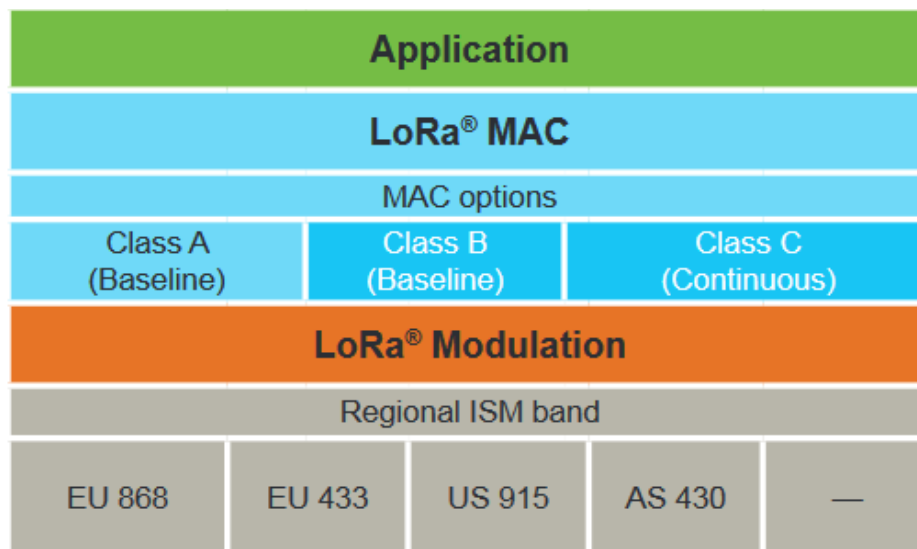 Application
LoRa® MAC
MAC options
Class A
(Baseline)
Class B
(Baseline)
Class C
(Continuous)
LoRa® Modulation
Regional ISM band
EU 868
EU 433
US 915
AS 430
—